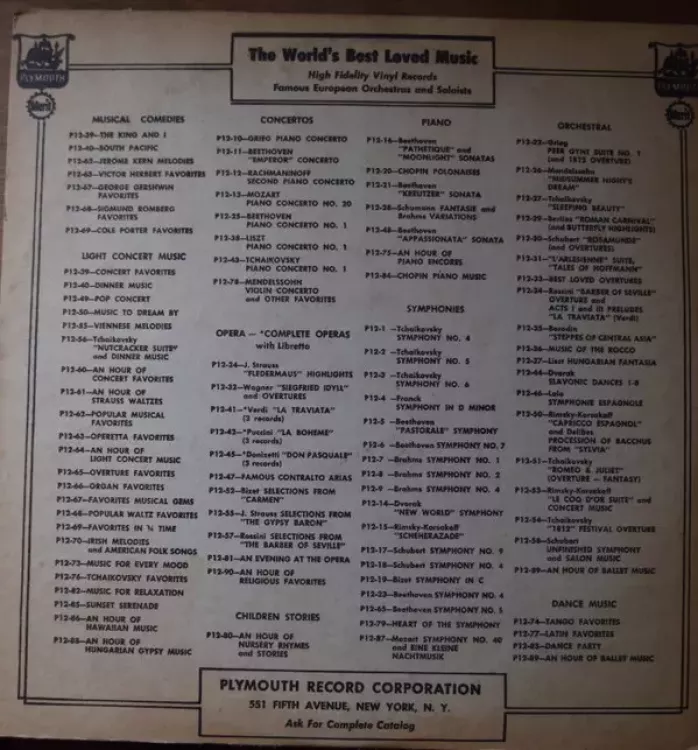 PLYMOUTH
Merit
The World's Best Loved Music
High Fidelity Vinyl Records
Famous European Orchestras and Soloists
PLYMOUTH
Merit
MUSICAL COMEDIES
P12-39—THE KING AND I
P12-40—SOUTH PACIFIC
P12-62—JEROME KERN MELODIES
P12-63—VICTOR HERBERT FAVORITES
P12-67—GEORGE GERSHWIN
FAVORITES
P12-68—SIGMUND ROMBERG
FAVORITES
P12-69—COLE PORTER FAVORITES
LIGHT CONCERT MUSIC
P12-39—CONCERT FAVORITES
P12-40—DINNER MUSIC
P12-49—POP CONCERT
P12-50—MUSIC TO DREAM BY
P12-55—VIENNESE MELODIES
P12-56—Tchaikovsky
"NUTCRACKER SUITE"
and DINNER MUSIC
P12-60—AN HOUR OF
CONCERT FAVORITES
P12-61—AN HOUR OF
STRAUSS WALTZES
P12-62—POPULAR MUSICAL
FAVORITES
P12-63—OPERETTA FAVORITES
P12-64—AN HOUR OF
LIGHT CONCERT MUSIC
P12-65—OVERTURE FAVORITES
P12-66—ORGAN FAVORITES
P12-67—FAVORITES MUSICAL GEMS
P12-68—POPULAR WALTZ FAVORITES
P12-69—FAVORITES IN ¾ TIME
P12-70—IRISH MELODIES
and AMERICAN FOLK SONGS
P12-72—MUSIC FOR EVERY MOOD
P12-76—TCHAIKOVSKY FAVORITES
P12-82—MUSIC FOR RELAXATION
P12-85—SUNSET SERENADE
P12-86—AN HOUR OF
HAWAIIAN MUSIC
P12-88—AN HOUR OF
HUNGARIAN GYPSY MUSIC
CONCERTOS
P12-10—GRIEG PIANO CONCERTO
P12-11—BEETHOVEN
"EMPEROR" CONCERTO
P12-12—RACHMANINOFF
SECOND PIANO CONCERTO
P12-13—MOZART
PIANO CONCERTO NO. 20
P12-35—BEETHOVEN
PIANO CONCERTO NO. 1
P12-38—LISZT
PIANO CONCERTO NO. 1
P12-43—TCHAIKOVSKY
PIANO CONCERTO NO. 1
P12-78—MENDELSSOHN
VIOLIN CONCERTO
and OTHER FAVORITES
OPERA — *COMPLETE OPERAS
with Libretto
P12-24—J. Strauss
"FLEDERMAUS" HIGHLIGHTS
P12-32—Wagner "SIEGFRIED IDYLL"
and OVERTURES
P12-41—*Verdi "LA TRAVIATA"
(3 records)
P12-42—*Puccini "LA BOHEME"
(2 records)
P12-45—*Donizetti "DON PASQUALE"
(2 records)
P12-47—FAMOUS CONTRALTO ARIAS
P12-52—Bizet SELECTIONS FROM
"CARMEN"
P12-55—J. Strauss SELECTIONS FROM
"THE GYPSY BARON"
P12-57—Rossini SELECTIONS FROM
"THE BARBER OF SEVILLE"
P12-81—AN EVENING AT THE OPERA
P12-90—AN HOUR OF
RELIGIOUS FAVORITES
CHILDREN STORIES
P12-80—AN HOUR OF
NURSERY RHYMES
and STORIES
PIANO
P12-16—Beethoven
"PATHETIQUE" and
"MOONLIGHT" SONATAS
P12-20—CHOPIN POLONAISES
P12-21—Beethoven
"KREUTZER" SONATA
P12-28—Schumann FANTASIE and
Brahms VARIATIONS
P12-48—Beethoven
"APPASSIONATA" SONATA
P12-75—AN HOUR OF
PIANO ENCORES
P12-84—CHOPIN PIANO MUSIC
SYMPHONIES
P12-1 —Tchaikovsky
SYMPHONY NO. 4
P12-2 —Tchaikovsky
SYMPHONY NO. 5
P12-3 —Tchaikovsky
SYMPHONY NO. 6
P12-4 —Franck
SYMPHONY IN D MINOR
P12-5 —Beethoven
"PASTORALE" SYMPHONY
P12-6 —Beethoven SYMPHONY NO. 7
P12-7 —Brahms SYMPHONY NO. 1
P12-8 —Brahms SYMPHONY NO. 2
P12-9 —Brahms SYMPHONY NO. 4
P12-14—Dvorak
"NEW WORLD" SYMPHONY
P12-15—Rimsky-Korsakoff
"SCHEHERAZADE"
P12-17—Schubert SYMPHONY NO. 9
P12-18—Schubert SYMPHONY NO. 4
P12-19—Bizet SYMPHONY IN C
P12-23—Beethoven SYMPHONY NO. 4
P12-65—Beethoven SYMPHONY NO. 5
P12-79—HEART OF THE SYMPHONY
P12-87—Mozart SYMPHONY NO. 40
and EINE KLEINE
NACHTMUSIK
ORCHESTRAL
P12-22—Grieg
PEER GYNT SUITE NO. 1
(and 1812 OVERTURE)
P12-26—Mendelssohn
"MIDSUMMER NIGHT'S
DREAM"
P12-27—Tchaikovsky
"SLEEPING BEAUTY"
P12-29—Berlioz "ROMAN CARNIVAL"
(and BUTTERFLY HIGHLIGHTS)
P12-30—Schubert "ROSAMUNDE"
(and OVERTURES)
P12-31—"L'ARLESIENNE" SUITE,
"TALES OF HOFFMANN"
P12-33—BEST LOVED OVERTURES
P12-34—Rossini "BARBER OF SEVILLE"
OVERTURE and
ACTS I and III PRELUDES
"LA TRAVIATA" (Verdi)
P12-35—Borodin
"STEPPES OF CENTRAL ASIA"
P12-36—MUSIC OF THE ROCCO
P12-37—Liszt HUNGARIAN FANTASIA
P12-44—Dvorak
SLAVONIC DANCES 1-8
P12-46—Lalo
SYMPHONIE ESPAGNOLE
P12-50—Rimsky-Korsakoff
"CAPRICCIO ESPAGNOL"
and Delibes
PROCESSION OF BACCHUS
FROM "SYLVIA"
P12-51—Tchaikovsky
"ROMEO & JULIET"
(OVERTURE – FANTASY)
P12-53—Rimsky-Korsakoff
"LE COQ D'OR SUITE" and
CONCERT MUSIC
P12-54—Tchaikovsky
"1812" FESTIVAL OVERTURE
P12-58—Schubert
UNFINISHED SYMPHONY
and SALON MUSIC
P12-89—AN HOUR OF BALLET MUSIC
DANCE MUSIC
P12-74—TANGO FAVORITES
P12-77—LATIN FAVORITES
P12-83—DANCE PARTY
P12-89—AN HOUR OF BALLET MUSIC
PLYMOUTH RECORD CORPORATION
551 FIFTH AVENUE, NEW YORK, N. Y.
Ask For Complete Catalog